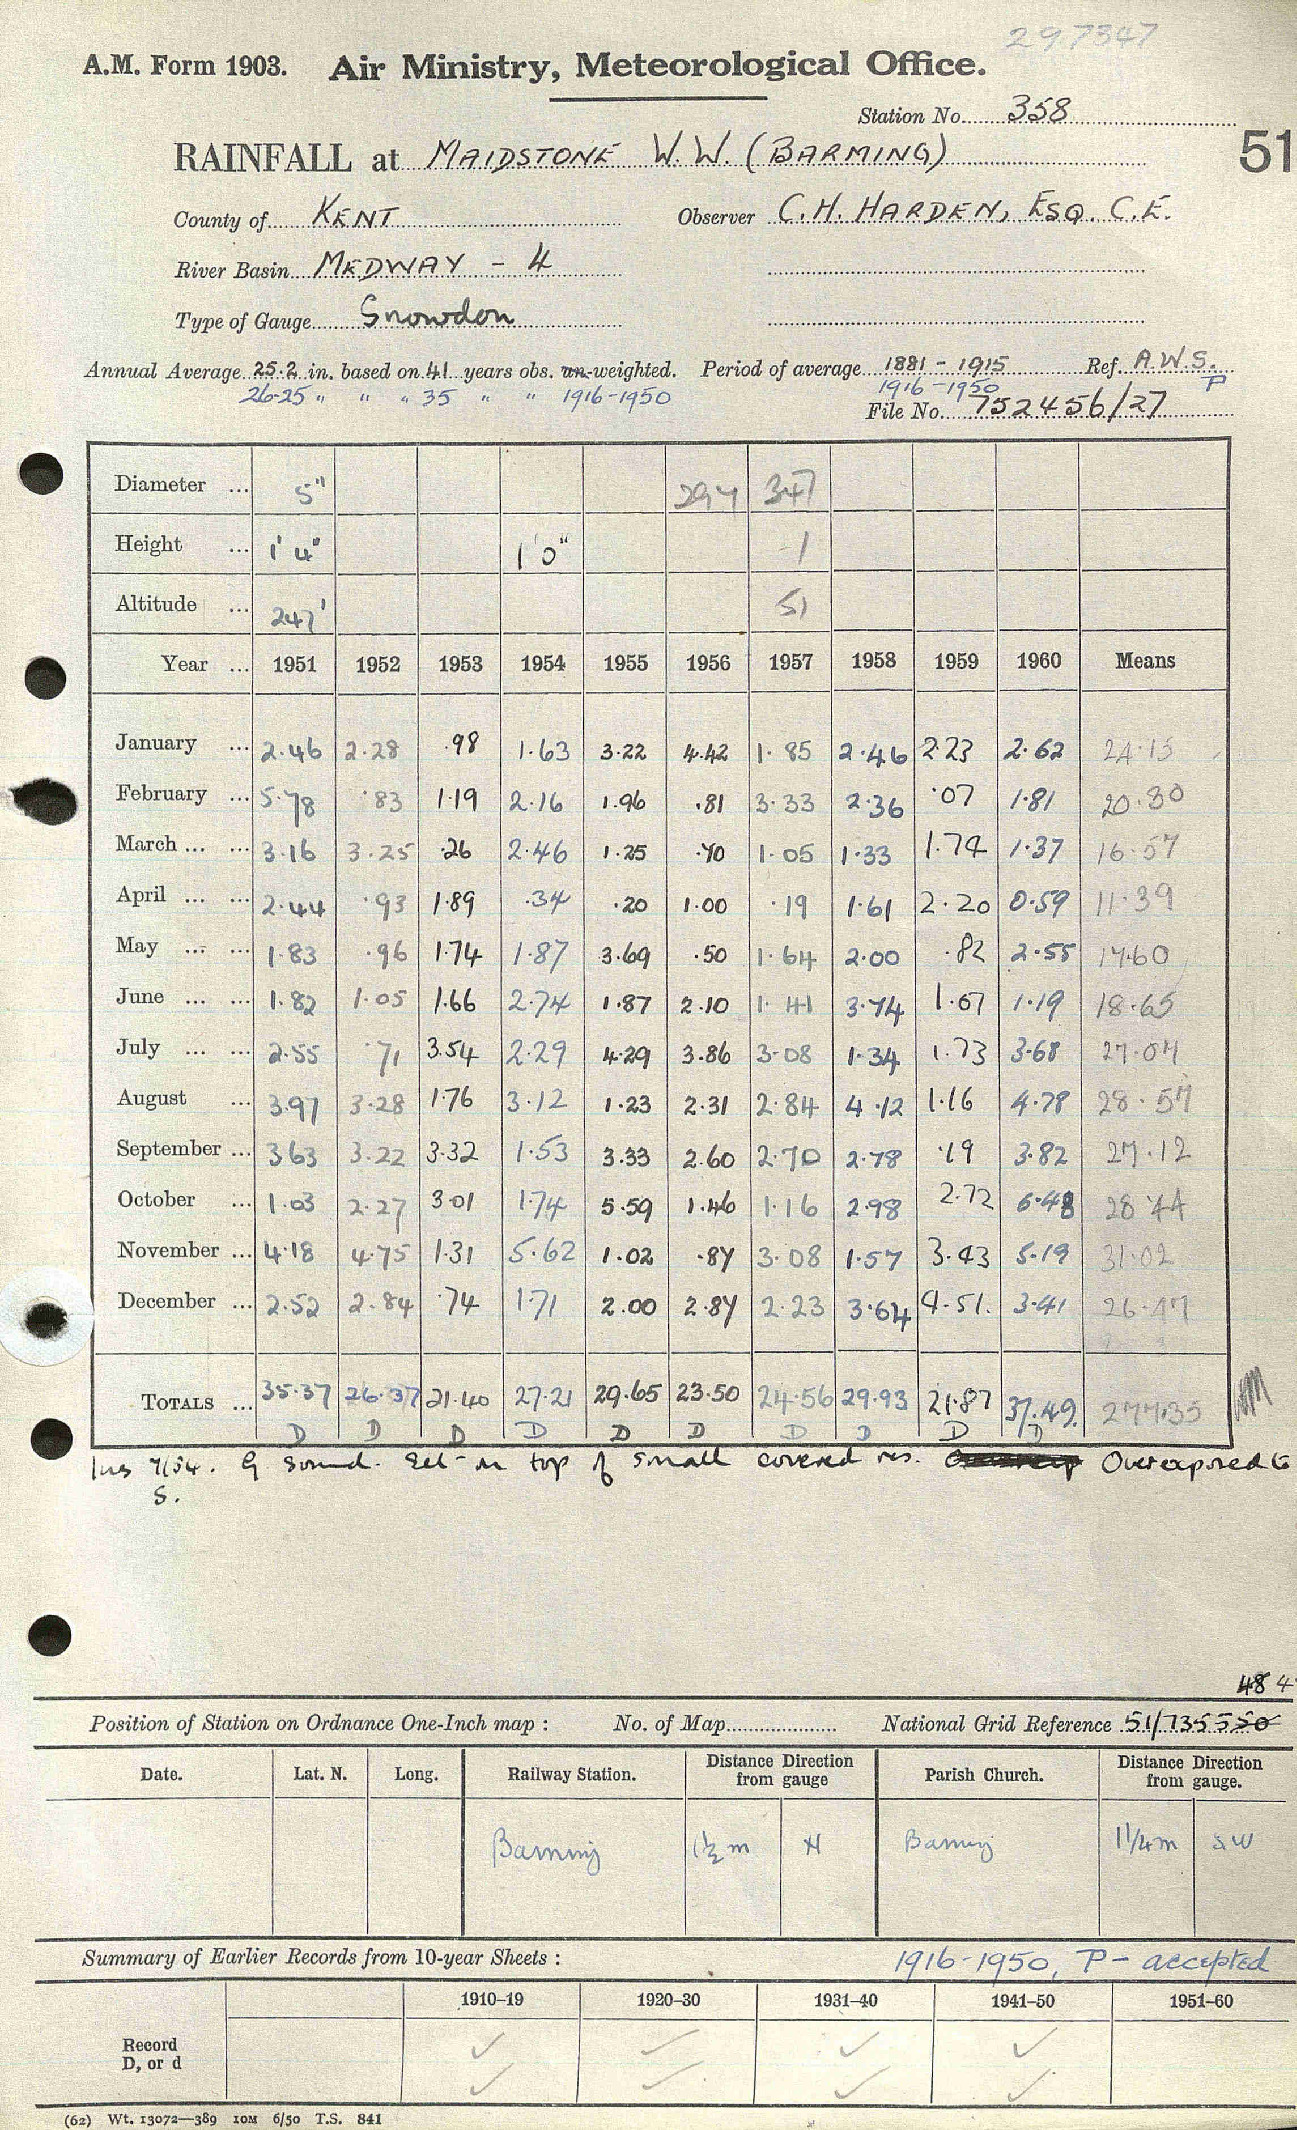 297347
A.M. Form 1903. Air Ministry, Meteorological Office.
Station No. 358
51
RAINFALL at MAIDSTONE W.W. (BARMING)
County of KENT Observer C.H. HARDEN, ESQ. C.E.
River Basin MEDWAY - 4
Type of Gauge Snowdon
Annual Average 25.2 in. based on 41 years obs. un-weighted. Period of average 1881 - 1915 Ref. A.W.S.
26.25 " " " 35 " " 1916-1950 1916-1950 P
File No. 752456/27
Diameter ... 5" 297 347
Height ... 1' 4" 1' 0" 1
Altitude ... 247' 51
Year ... 1951 1952 1953 1954 1955 1956 1957 1958 1959 1960 Means
January ... 2.46 2.28 .98 1.63 3.22 4.42 1.85 2.46 2.23 2.62 24.15
February ... 5.78 .83 1.19 2.16 1.96 .81 3.33 2.36 .07 1.81 20.30
March ... ... 3.16 3.25 .26 2.46 1.25 .70 1.05 1.33 1.74 1.37 16.57
April ... ... 2.44 .93 1.89 .34 .20 1.00 .19 1.61 2.20 0.59 11.39
May ... ... 1.83 .96 1.74 1.87 3.69 .50 1.64 2.00 .82 2.55 17.60
June ... ... 1.82 1.05 1.66 2.74 1.87 2.10 1.41 3.74 1.07 1.19 18.65
July ... ... 2.55 .71 3.54 2.29 4.29 3.86 3.08 1.34 1.73 3.68 27.07
August ... 3.97 3.28 1.76 3.12 1.23 2.31 2.84 4.12 1.16 4.78 28.57
September ... 3.63 3.22 3.32 1.53 3.33 2.60 2.70 2.78 .19 3.82 27.12
October ... 1.03 2.27 3.01 1.74 5.59 1.46 1.16 2.98 2.72 6.48 28.44
November ... 4.18 4.75 1.31 5.62 1.02 .87 3.08 1.57 3.43 5.19 31.02
December ... 2.52 2.84 .74 1.71 2.00 2.87 2.23 3.64 4.51. 3.41 26.47
TOTALS ... 35.37 26.37 21.40 27.21 29.65 23.50 24.56 29.93 21.87 37.49. 277.35
D D D D D D D D D D
Ins 7/54. G sound. Set in top of small covered res. Overexposed to
S.
48 4
Position of Station on Ordnance One-Inch map : No. of Map National Grid Reference 51/735550
Date. Lat. N. Long. Railway Station. Distance Direction from gauge Parish Church. Distance Direction from gauge.
Barming 1½ m N Barming 1¼ m SW
Summary of Earlier Records from 10-year Sheets : 1916-1950, P - accepted
1910–19 1920–30 1931–40 1941–50 1951–60
Record ✓ ✓ ✓ ✓
D, or d ✓ ✓ ✓ ✓
(62) Wt. 13072—389 10M 6/50 T.S. 841